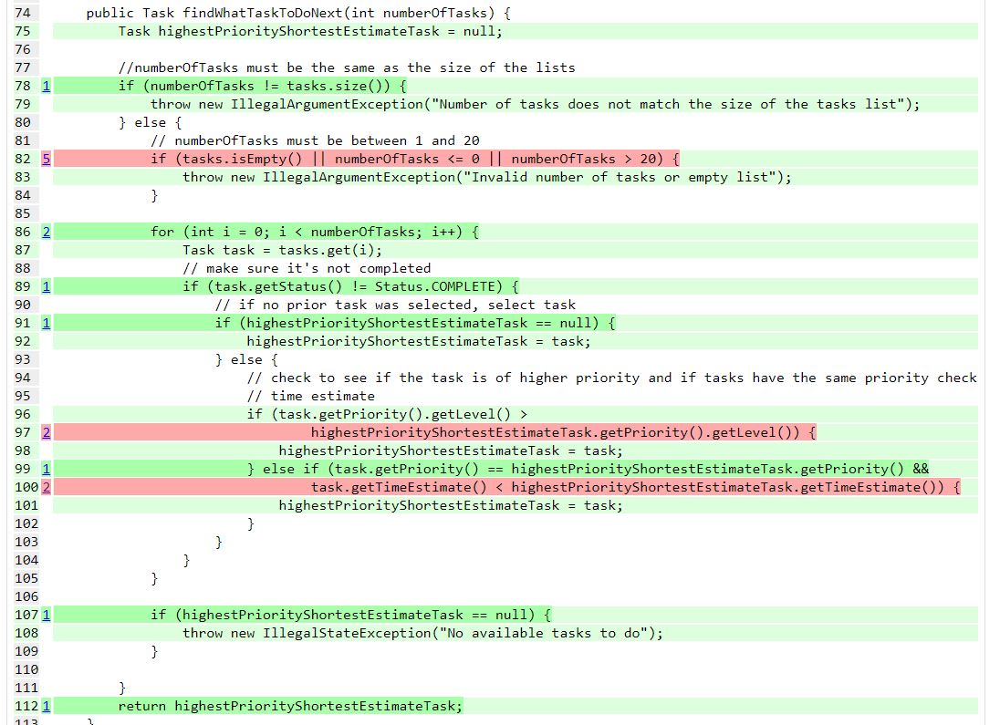 74 public Task findWhatTaskToDoNext(int numberOfTasks) {
75 Task highestPriorityShortestEstimateTask = null;
76
77 //numberOfTasks must be the same as the size of the lists
78 1 if (numberOfTasks != tasks.size()) {
79 throw new IllegalArgumentException("Number of tasks does not match the size of the tasks list");
80 } else {
81 // numberOfTasks must be between 1 and 20
82 5 if (tasks.isEmpty() || numberOfTasks <= 0 || numberOfTasks > 20) {
83 throw new IllegalArgumentException("Invalid number of tasks or empty list");
84 }
85
86 2 for (int i = 0; i < numberOfTasks; i++) {
87 Task task = tasks.get(i);
88 // make sure it's not completed
89 1 if (task.getStatus() != Status.COMPLETE) {
90 // if no prior task was selected, select task
91 1 if (highestPriorityShortestEstimateTask == null) {
92 highestPriorityShortestEstimateTask = task;
93 } else {
94 // check to see if the task is of higher priority and if tasks have the same priority check
95 // time estimate
96 if (task.getPriority().getLevel() >
97 2 highestPriorityShortestEstimateTask.getPriority().getLevel()) {
98 highestPriorityShortestEstimateTask = task;
99 1 } else if (task.getPriority() == highestPriorityShortestEstimateTask.getPriority() &&
100 2 task.getTimeEstimate() < highestPriorityShortestEstimateTask.getTimeEstimate()) {
101 highestPriorityShortestEstimateTask = task;
102 }
103 }
104 }
105 }
106
107 1 if (highestPriorityShortestEstimateTask == null) {
108 throw new IllegalStateException("No available tasks to do");
109 }
110
111 }
112 1 return highestPriorityShortestEstimateTask;
113 }